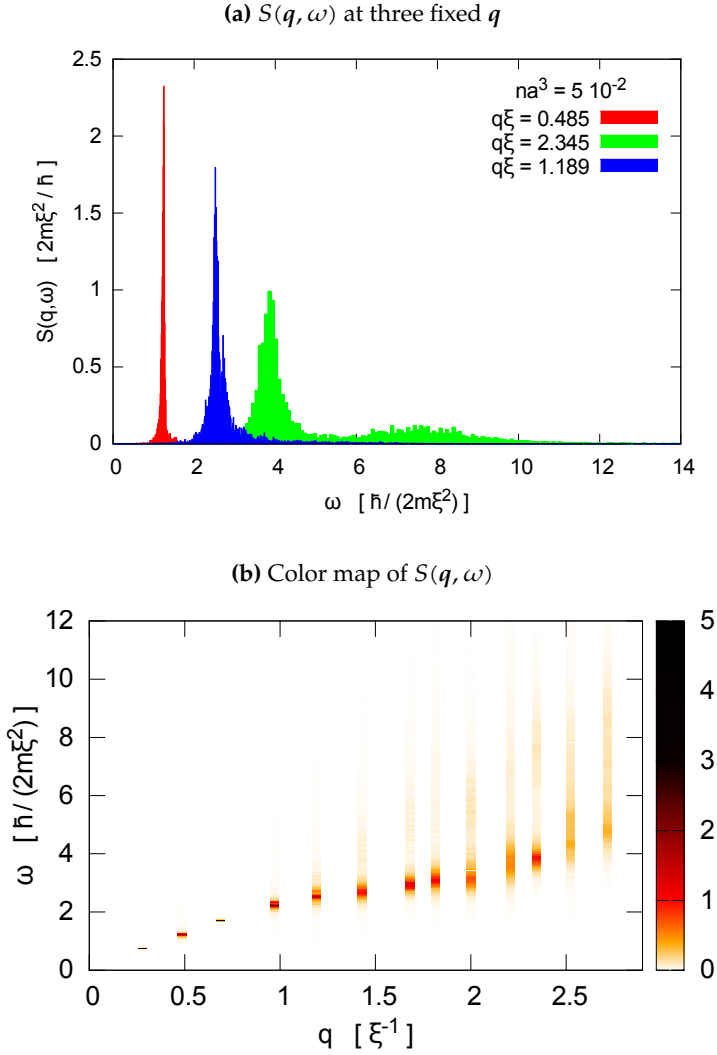 (a) S(q, ω) at three fixed q
na³ = 5 10⁻²
qξ = 0.485
qξ = 2.345
qξ = 1.189
S(q,ω) [ 2mξ² / ħ ]
2.5
2
1.5
1
0.5
0
0 2 4 6 8 10 12 14
ω [ ħ / (2mξ²) ]
(b) Color map of S(q, ω)
ω [ ħ / (2mξ²) ]
12
10
8
6
4
2
0
5
4
3
2
1
0
0 0.5 1 1.5 2 2.5
q [ ξ⁻¹ ]